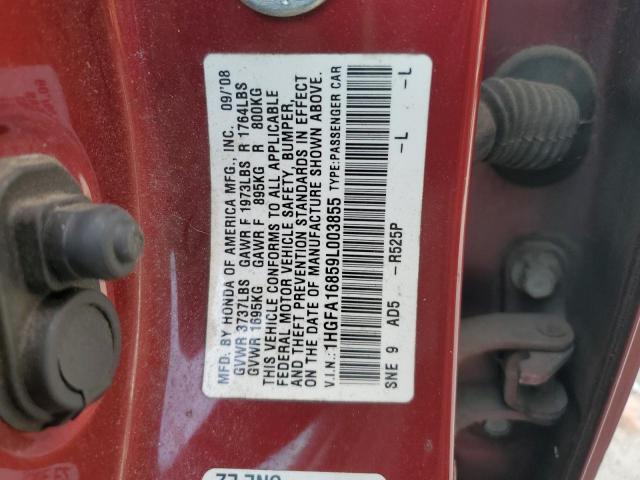 MFD. BY HONDA OF AMERICA MFG., INC. 09/'08
GVWR 3737LBS GAWR F 1973LBS R 1764LBS
GVWR 1695KG GAWR F 895KG R 800KG
THIS VEHICLE CONFORMS TO ALL APPLICABLE
FEDERAL MOTOR VEHICLE SAFETY, BUMPER,
AND THEFT PREVENTION STANDARDS IN EFFECT
ON THE DATE OF MANUFACTURE SHOWN ABOVE.
V.I.N.: 1HGFA16859L003855 TYPE:PASSENGER CAR
SNE 9 AD5 -R525P -L -L